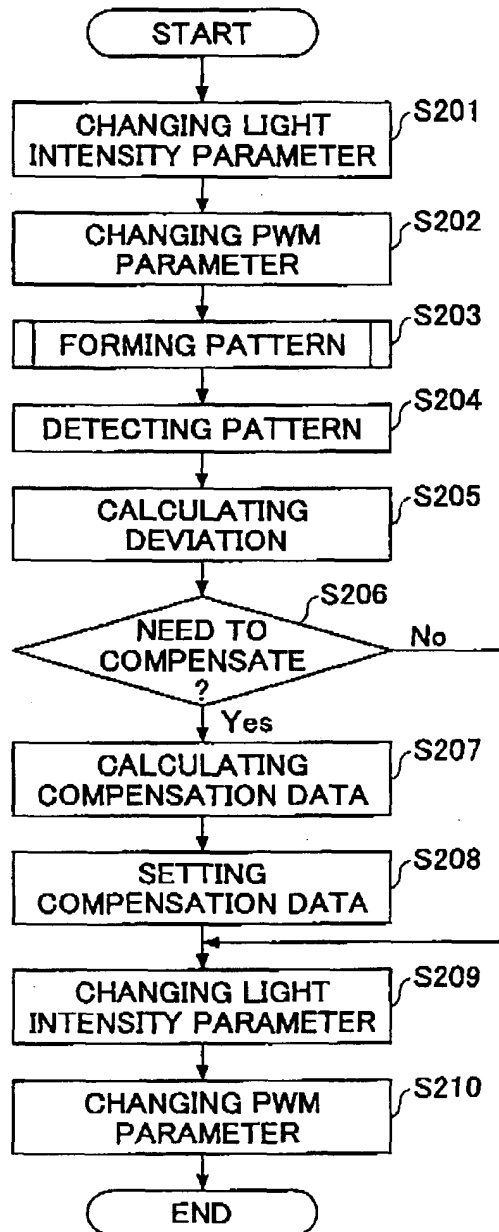 START
CHANGING LIGHT
INTENSITY PARAMETER
S201
CHANGING PWM
PARAMETER
S202
FORMING PATTERN
S203
DETECTING PATTERN
S204
CALCULATING
DEVIATION
S205
NEED TO
COMPENSATE
?
S206
No
Yes
CALCULATING
COMPENSATION DATA
S207
SETTING
COMPENSATION DATA
S208
CHANGING LIGHT
INTENSITY PARAMETER
S209
CHANGING PWM
PARAMETER
S210
END